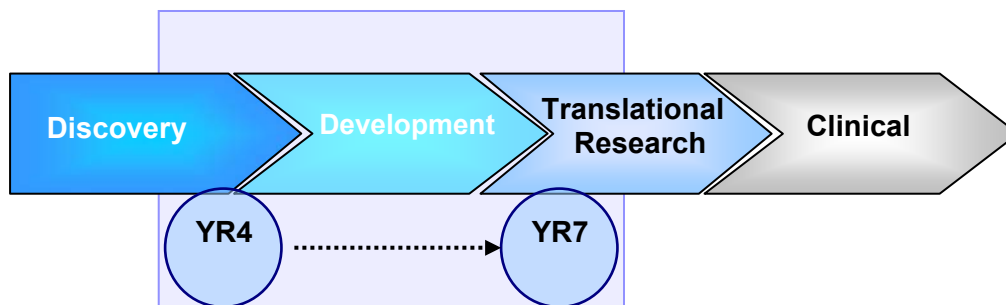 Discovery
Development
Translational
Research
Clinical
YR4
YR7